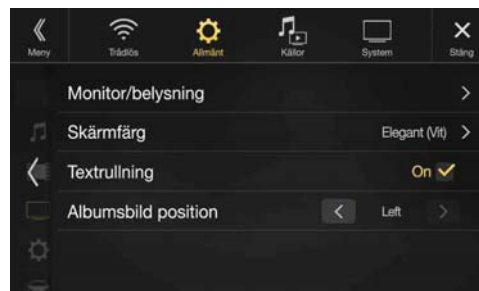 Meny Trådlös Allmänt Källor System Stäng
Monitor/belysning
Skärmfärg Elegant (Vit)
Textrullning On
Albumsbild position Left